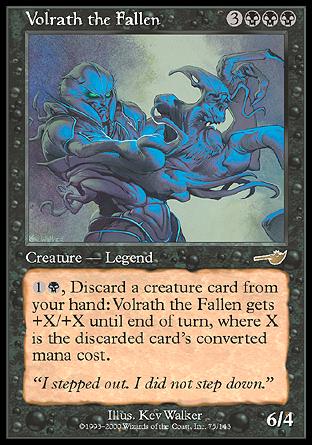 Volrath the Fallen 3
Creature — Legend
1 , Discard a creature card from
your hand: Volrath the Fallen gets
+X/+X until end of turn, where X
is the discarded card's converted
mana cost.
"I stepped out. I did not step down."
Illus. Kev Walker
©1993-2000 Wizards of the Coast, Inc. 75/143
6/4